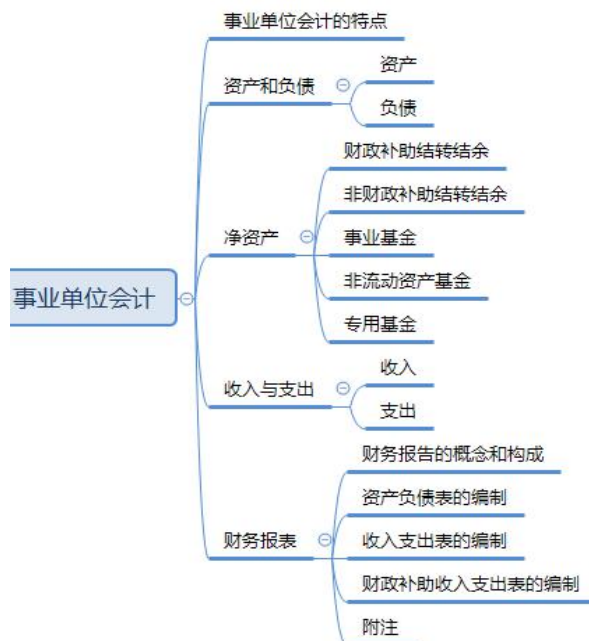 事业单位会计
事业单位会计的特点
资产和负债
资产
负债
净资产
财政补助结转结余
非财政补助结转结余
事业基金
非流动资产基金
专用基金
收入与支出
收入
支出
财务报表
财务报告的概念和构成
资产负债表的编制
收入支出表的编制
财政补助收入支出表的编制
附注